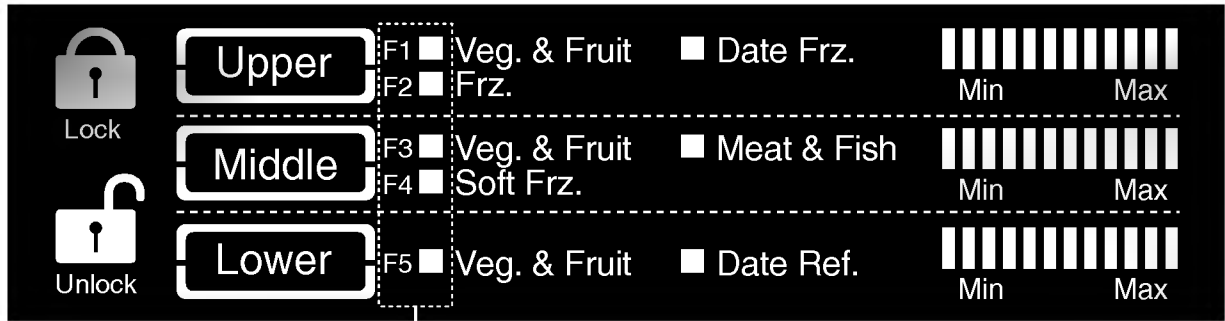 Lock
Unlock
Upper
F1 Veg. & Fruit Date Frz.
F2 Frz.
Min Max
Middle
F3 Veg. & Fruit Meat & Fish
F4 Soft Frz.
Min Max
Lower
F5 Veg. & Fruit Date Ref.
Min Max